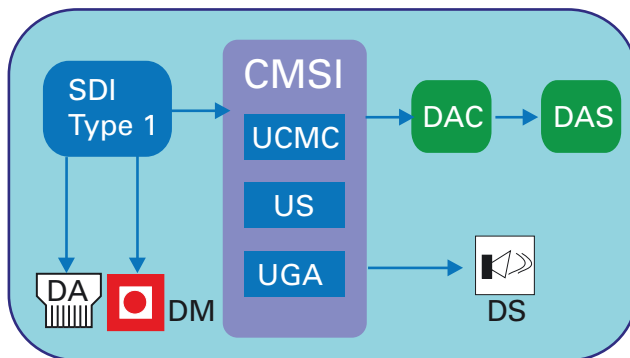 SDI
Type 1
CMSI
UCMC
US
UGA
DAC
DAS
DA
DM
DS